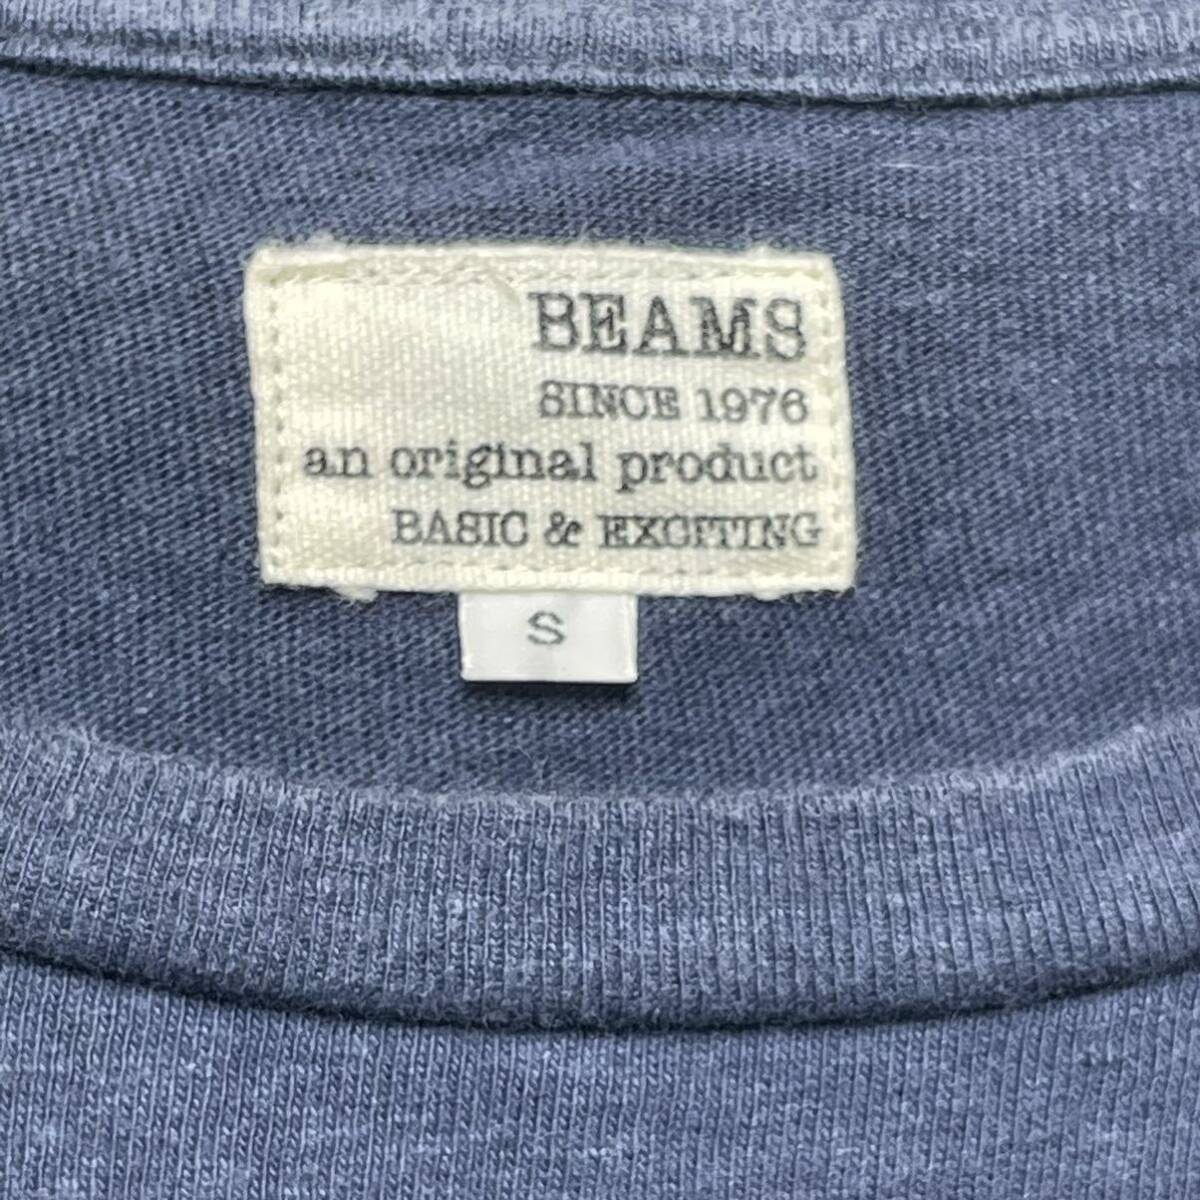 BEAMS
SINCE 1976
an original product
BASIC & EXCITING
S